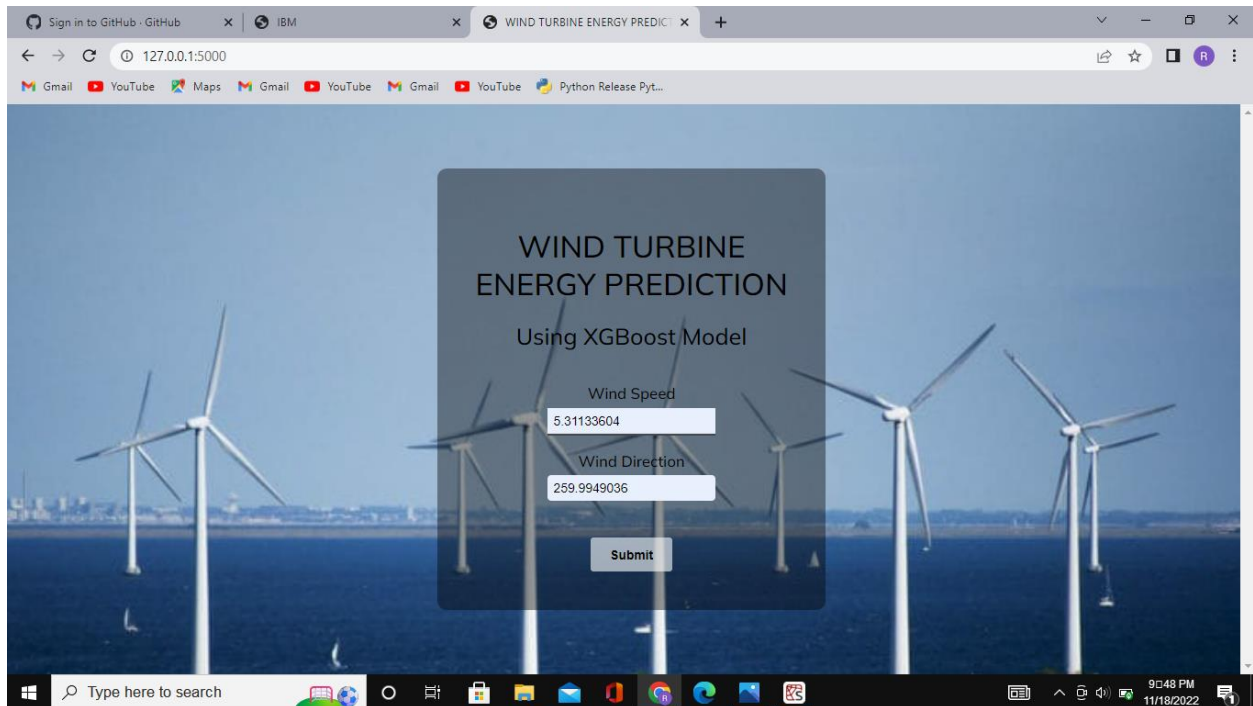 Sign in to GitHub · GitHub
IBM
WIND TURBINE ENERGY PREDICT
127.0.0.1:5000
R
Gmail YouTube Maps Gmail YouTube Gmail YouTube Python Release Pyt...
WIND TURBINE
ENERGY PREDICTION
Using XGBoost Model
Wind Speed
5.31133604
Wind Direction
259.9949036
Submit
Type here to search
9□48 PM
11/18/2022
1